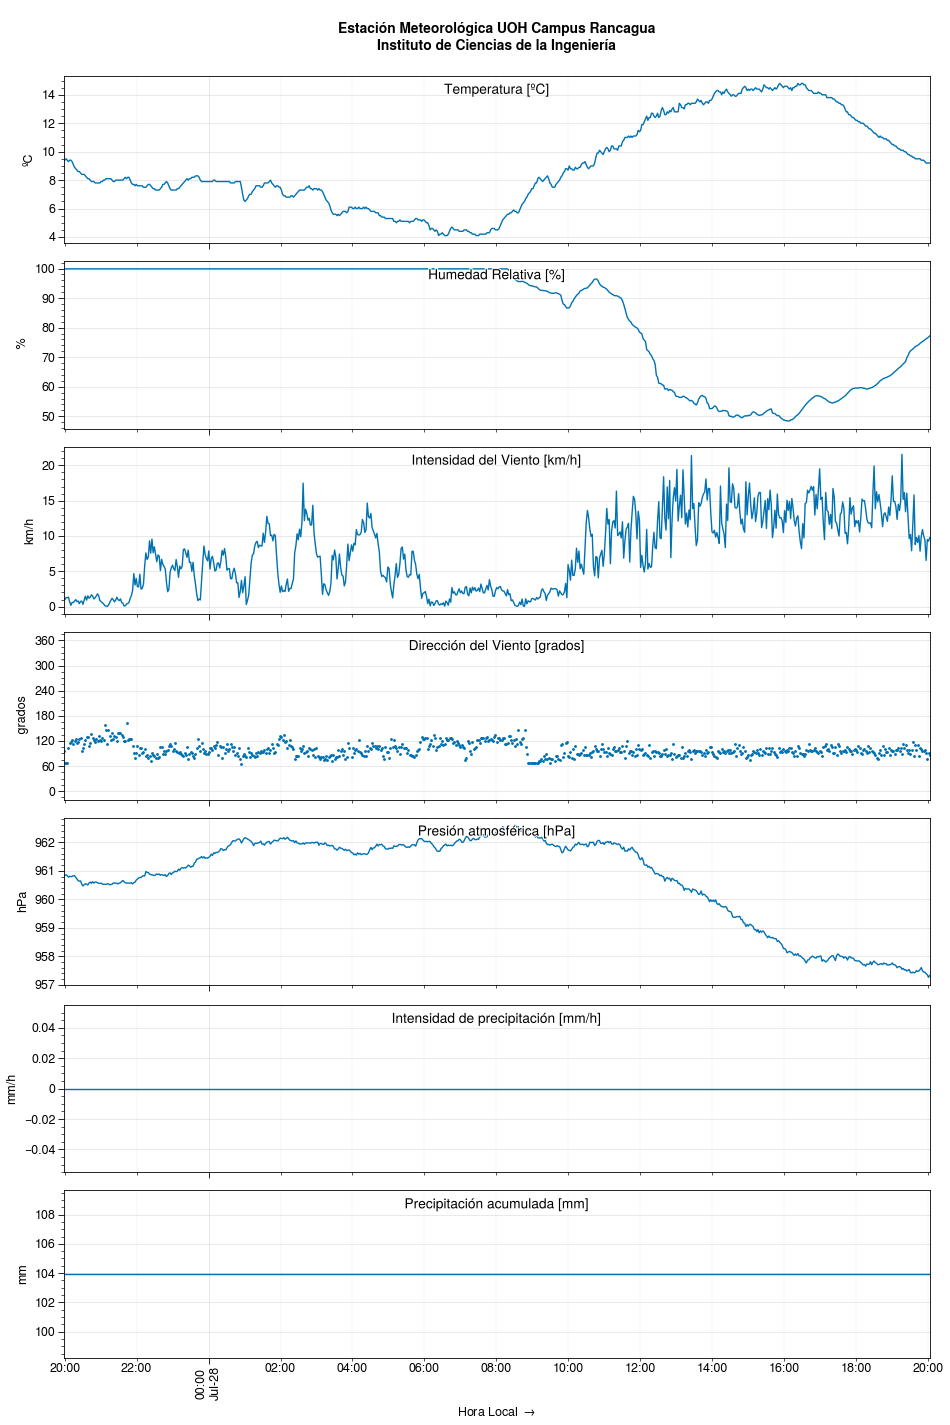 Estación Meteorológica UOH Campus Rancagua
Instituto de Ciencias de la Ingeniería
Temperatura [ºC]
ºC
14
12
10
8
6
4
Humedad Relativa [%]
%
100
90
80
70
60
50
Intensidad del Viento [km/h]
km/h
20
15
10
5
0
Dirección del Viento [grados]
grados
360
300
240
180
120
60
0
Presión atmosférica [hPa]
hPa
962
961
960
959
958
957
Intensidad de precipitación [mm/h]
mm/h
0.04
0.02
0
−0.02
−0.04
Precipitación acumulada [mm]
mm
108
106
104
102
100
20:00 22:00 00:00 02:00 04:00 06:00 08:00 10:00 12:00 14:00 16:00 18:00 20:00
Jul-28
Hora Local →